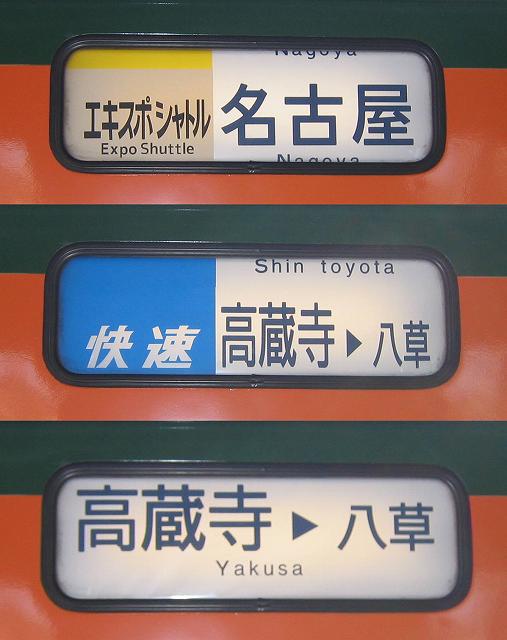 Nagoya
エキスポシャトル 名古屋
Expo Shuttle
Nagoya
Shin toyota
快速 高蔵寺▶八草
高蔵寺▶八草
Yakusa